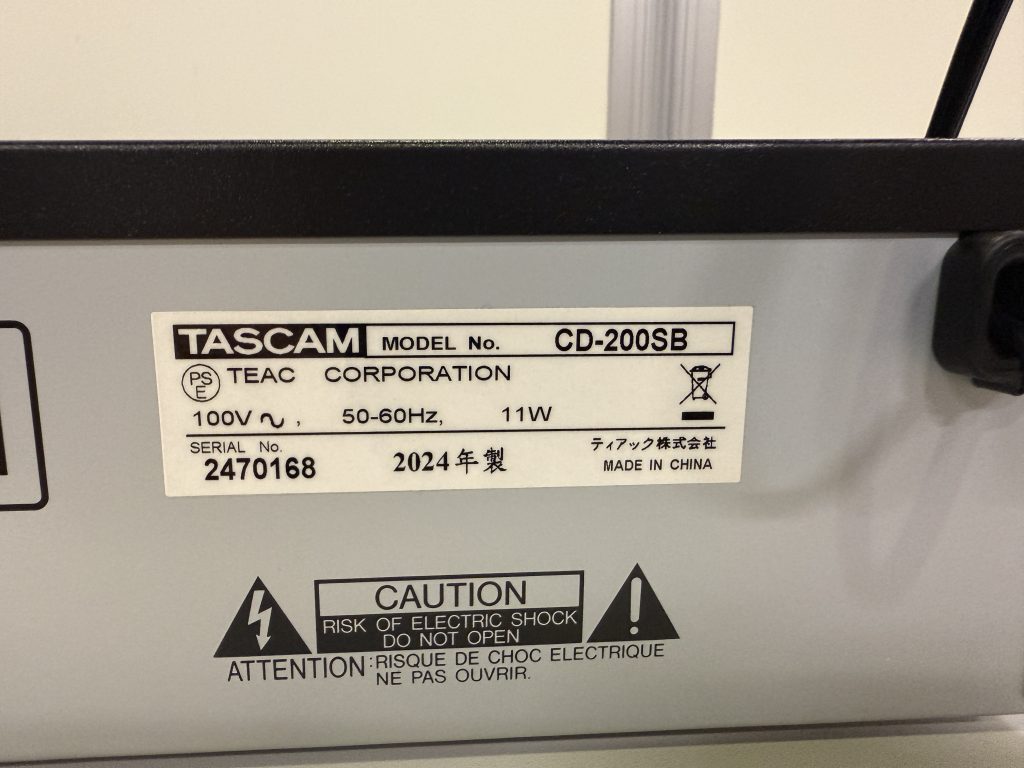 TASCAM MODEL No. CD-200SB
PSE TEAC CORPORATION
100V ~, 50-60Hz, 11W
SERIAL No. ティアック株式会社
2470168 2024年製 MADE IN CHINA
CAUTION
RISK OF ELECTRIC SHOCK
DO NOT OPEN
ATTENTION: RISQUE DE CHOC ELECTRIQUE
NE PAS OUVRIR.